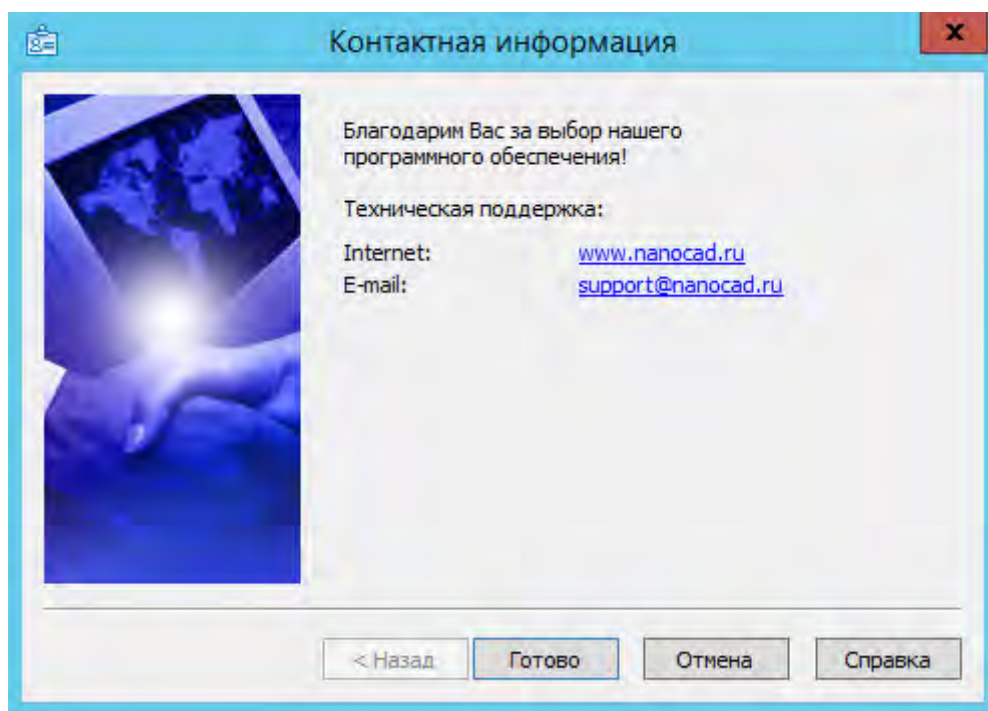 Контактная информация
x
Благодарим Вас за выбор нашего
программного обеспечения!
Техническая поддержка:
Internet: www.nanocad.ru
E-mail: support@nanocad.ru
< Назад Готово Отмена Справка